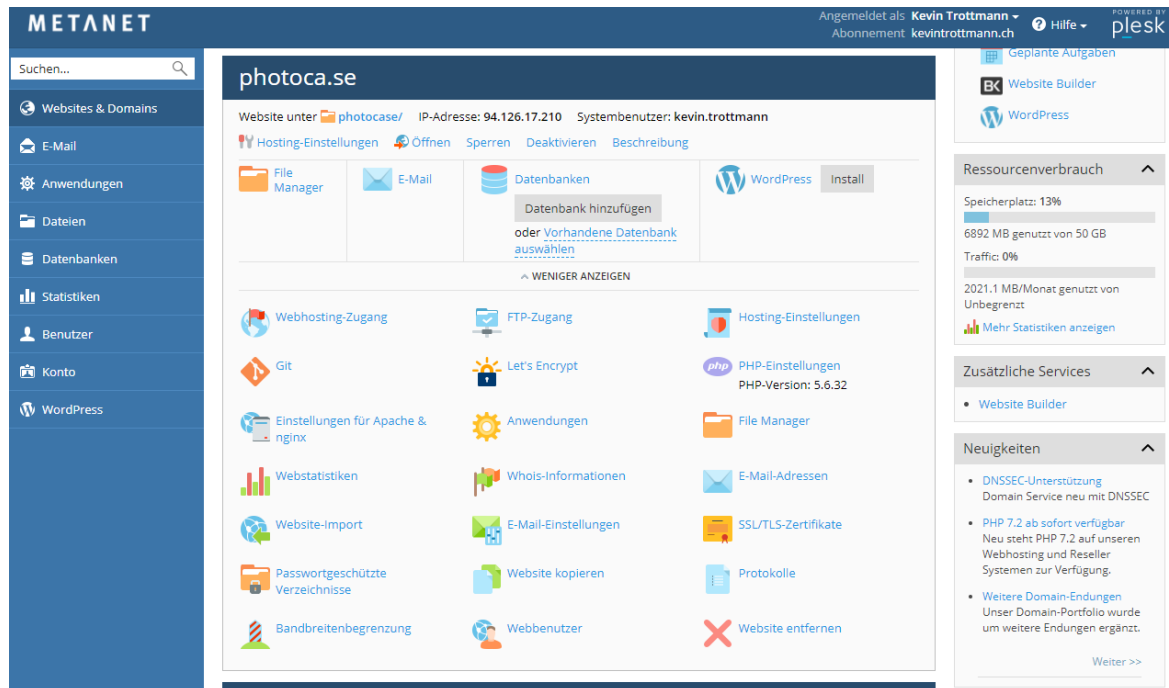 METANET
Angemeldet als Kevin Trottmann
Abonnement kevintrottmann.ch
Hilfe
POWERED BY
plesk
Suchen...
Websites & Domains
E-Mail
Anwendungen
Dateien
Datenbanken
Statistiken
Benutzer
Konto
WordPress
photoca.se
Website unter photocase/ IP-Adresse: 94.126.17.210 Systembenutzer: kevin.trottmann
Hosting-Einstellungen Öffnen Sperren Deaktivieren Beschreibung
File
Manager
E-Mail
Datenbanken
Datenbank hinzufügen
oder Vorhandene Datenbank
auswählen
WordPress Install
WENIGER ANZEIGEN
Webhosting-Zugang
FTP-Zugang
Hosting-Einstellungen
Git
Let's Encrypt
php
PHP-Einstellungen
PHP-Version: 5.6.32
Einstellungen für Apache &
nginx
Anwendungen
File Manager
Webstatistiken
Whois-Informationen
E-Mail-Adressen
Website-Import
E-Mail-Einstellungen
SSL/TLS-Zertifikate
Passwortgeschützte
Verzeichnisse
Website kopieren
Protokolle
Bandbreitenbegrenzung
Webbenutzer
Website entfernen
Geplante Aufgaben
BK
Website Builder
WordPress
Ressourcenverbrauch
Speicherplatz: 13%
6892 MB genutzt von 50 GB
Traffic: 0%
2021.1 MB/Monat genutzt von
Unbegrenzt
Mehr Statistiken anzeigen
Zusätzliche Services
Website Builder
Neuigkeiten
DNSSEC-Unterstützung
Domain Service neu mit DNSSEC
PHP 7.2 ab sofort verfügbar
Neu steht PHP 7.2 auf unseren
Webhosting und Reseller
Systemen zur Verfügung.
Weitere Domain-Endungen
Unser Domain-Portfolio wurde
um weitere Endungen ergänzt.
Weiter >>